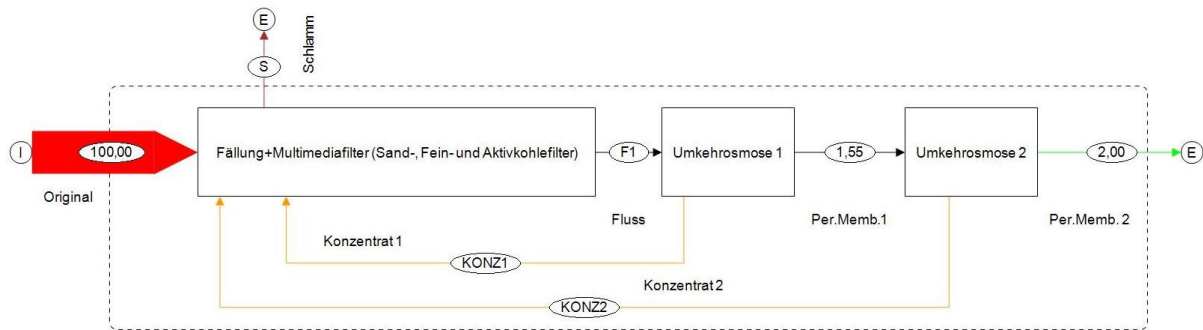 E
Schlamm
S
I
100,00
Original
Fällung+Multimediafilter (Sand-, Fein- und Aktivkohlefilter)
F1
Fluss
Umkehrosmose 1
1,55
Per.Memb.1
Umkehrosmose 2
2,00
Per.Memb. 2
E
Konzentrat 1
KONZ1
Konzentrat 2
KONZ2